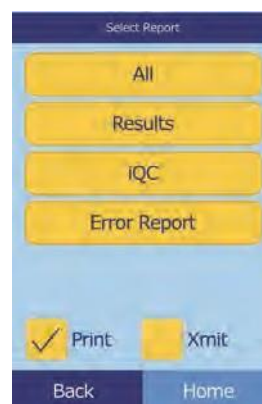 Select Report
All
Results
iQC
Error Report
Print Xmit
Back Home